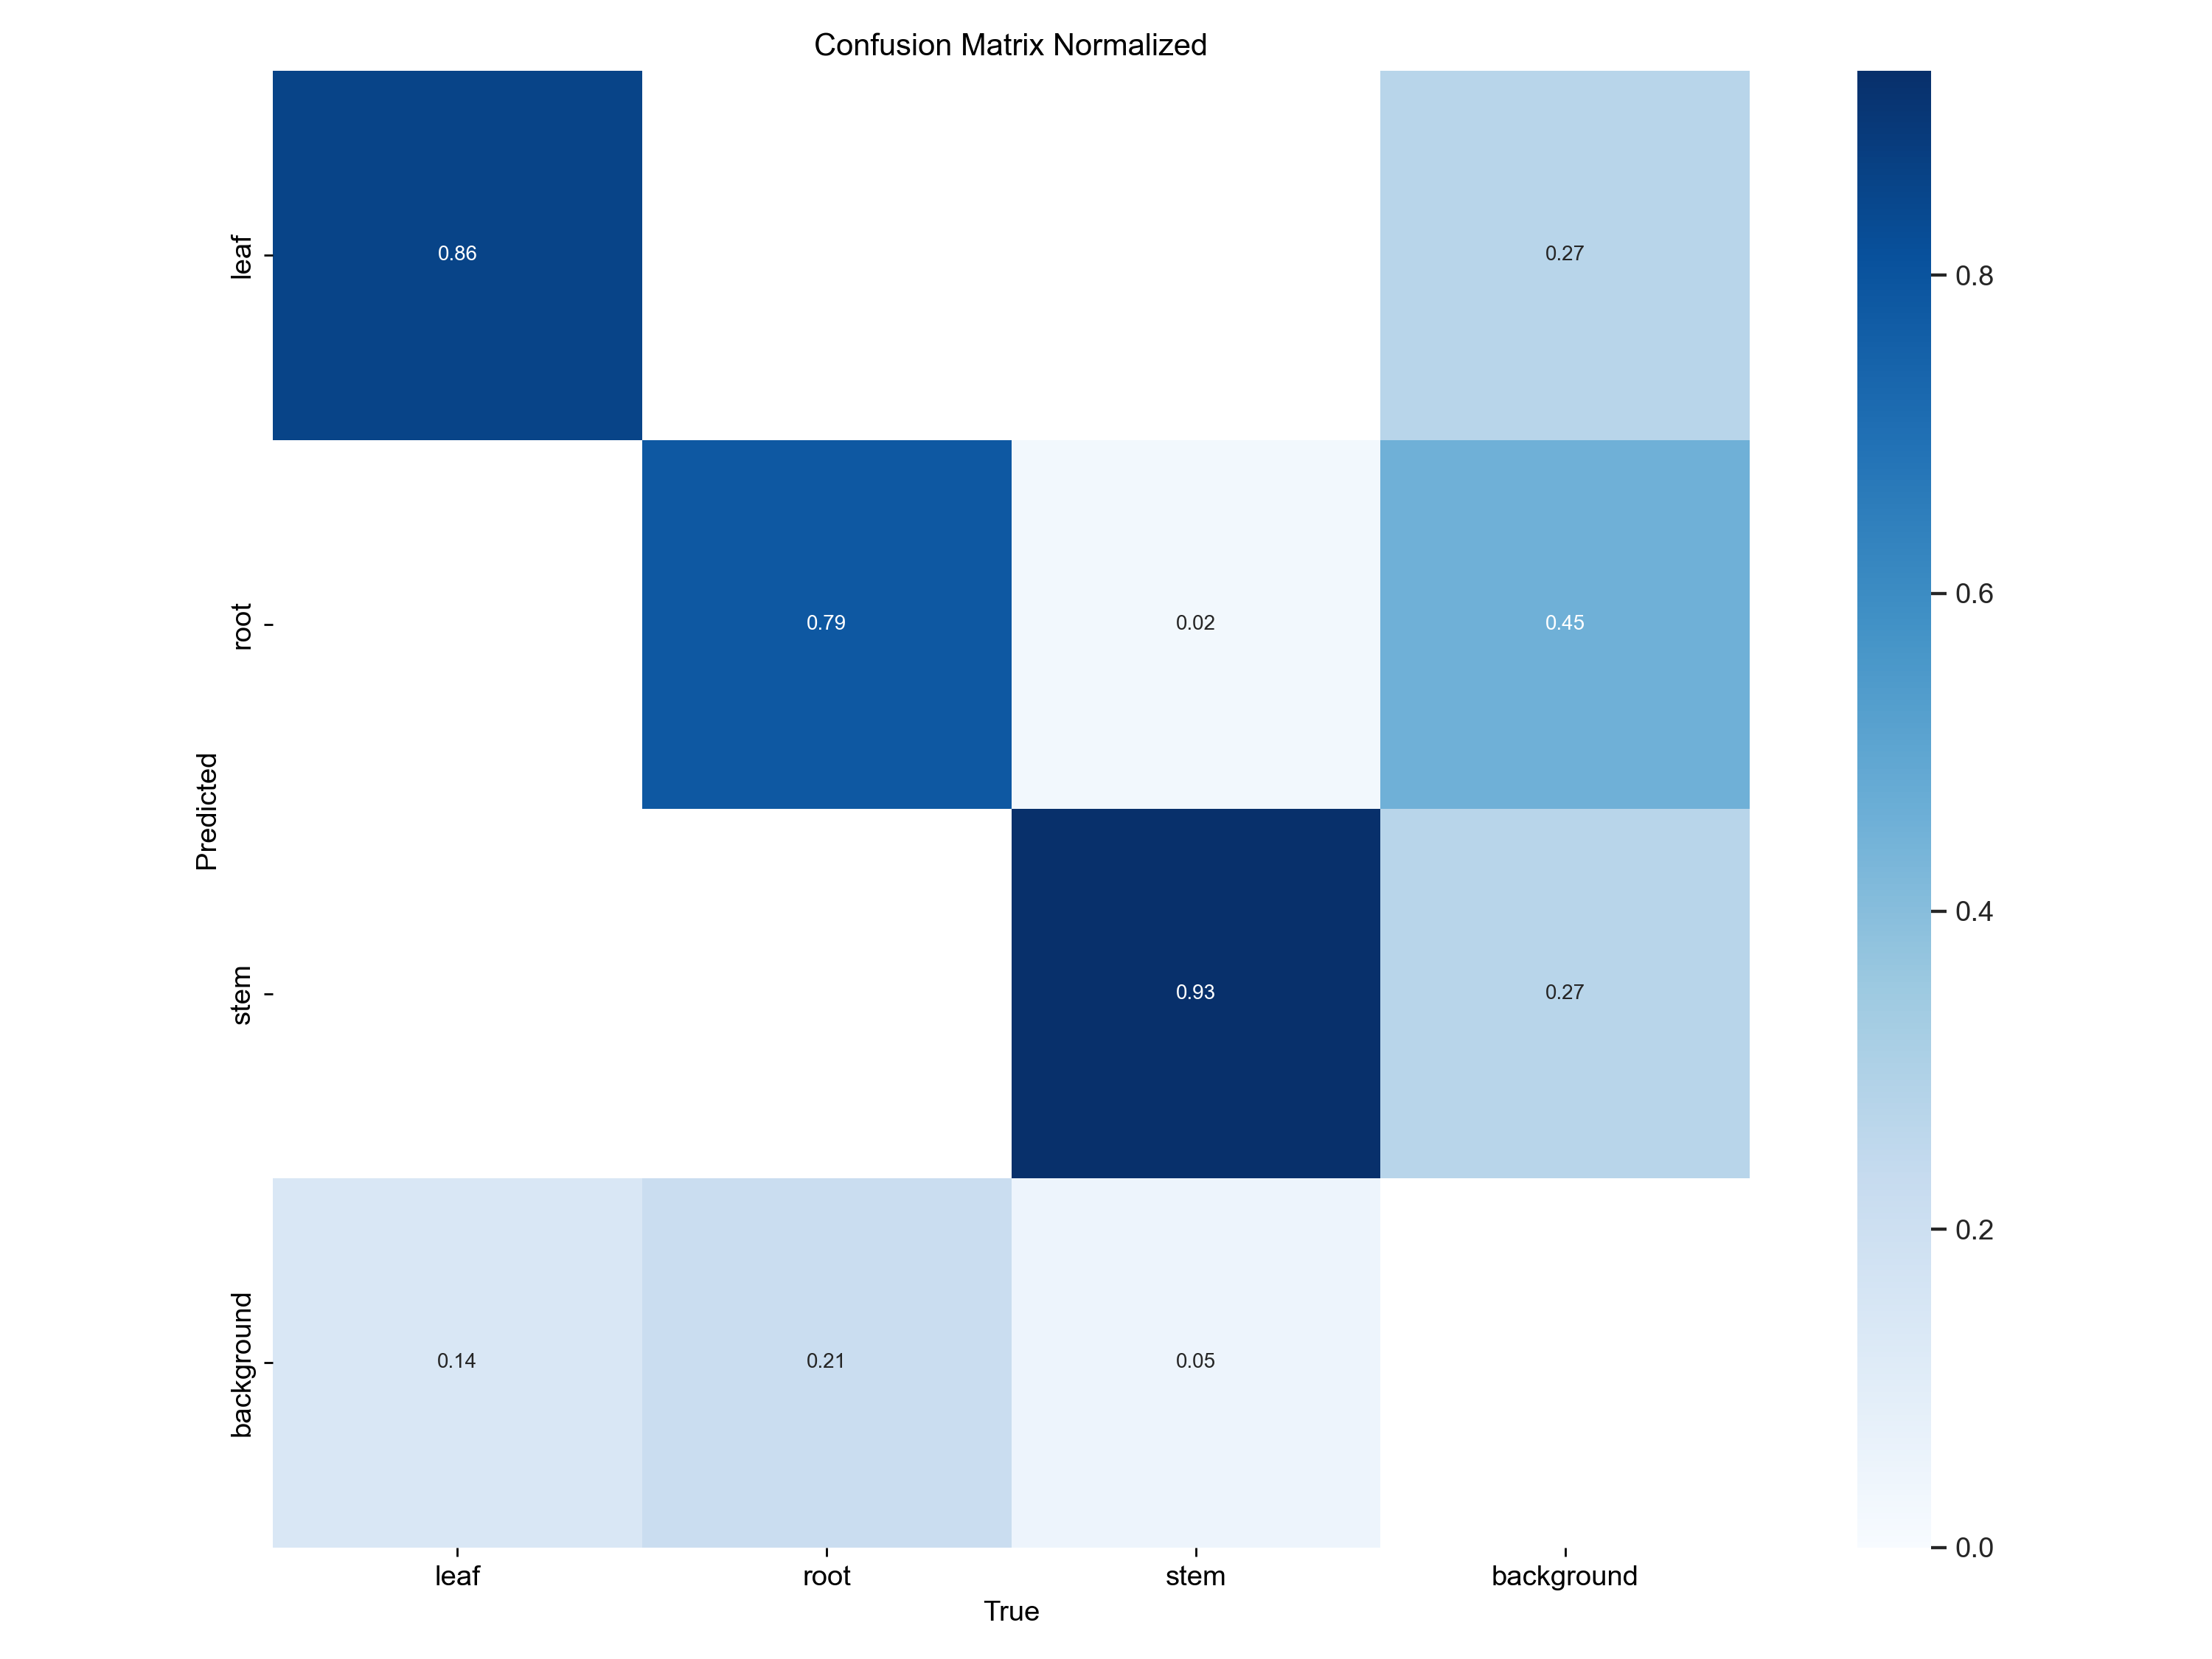 Confusion Matrix Normalized
leaf
0.86
0.27
0.8
root
0.79
0.02
0.45
0.6
Predicted
stem
0.93
0.27
0.4
background
0.14
0.21
0.05
0.2
0.0
leaf
root
stem
background
True